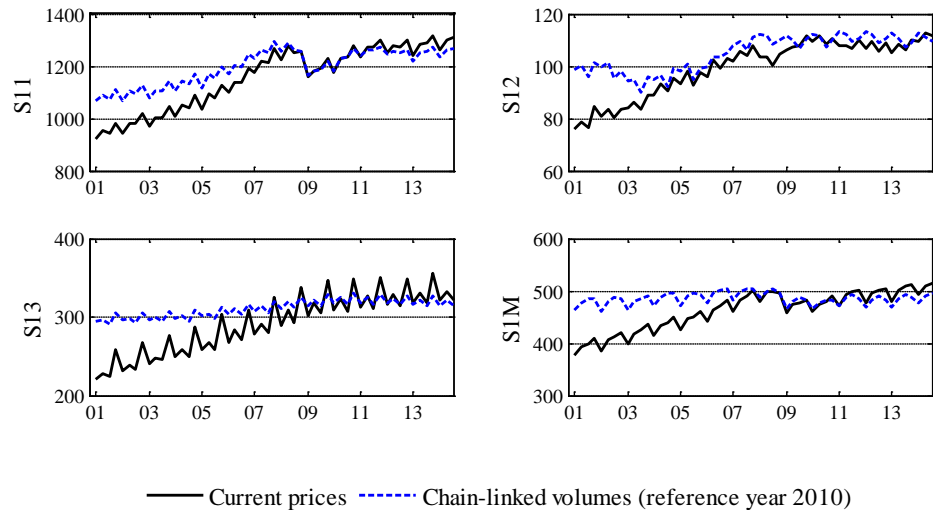 1400
1200
1000
800
S11
01 03 05 07 09 11 13
120
100
80
60
S12
01 03 05 07 09 11 13
400
300
200
S13
01 03 05 07 09 11 13
600
500
400
300
S1M
01 03 05 07 09 11 13
Current prices Chain-linked volumes (reference year 2010)